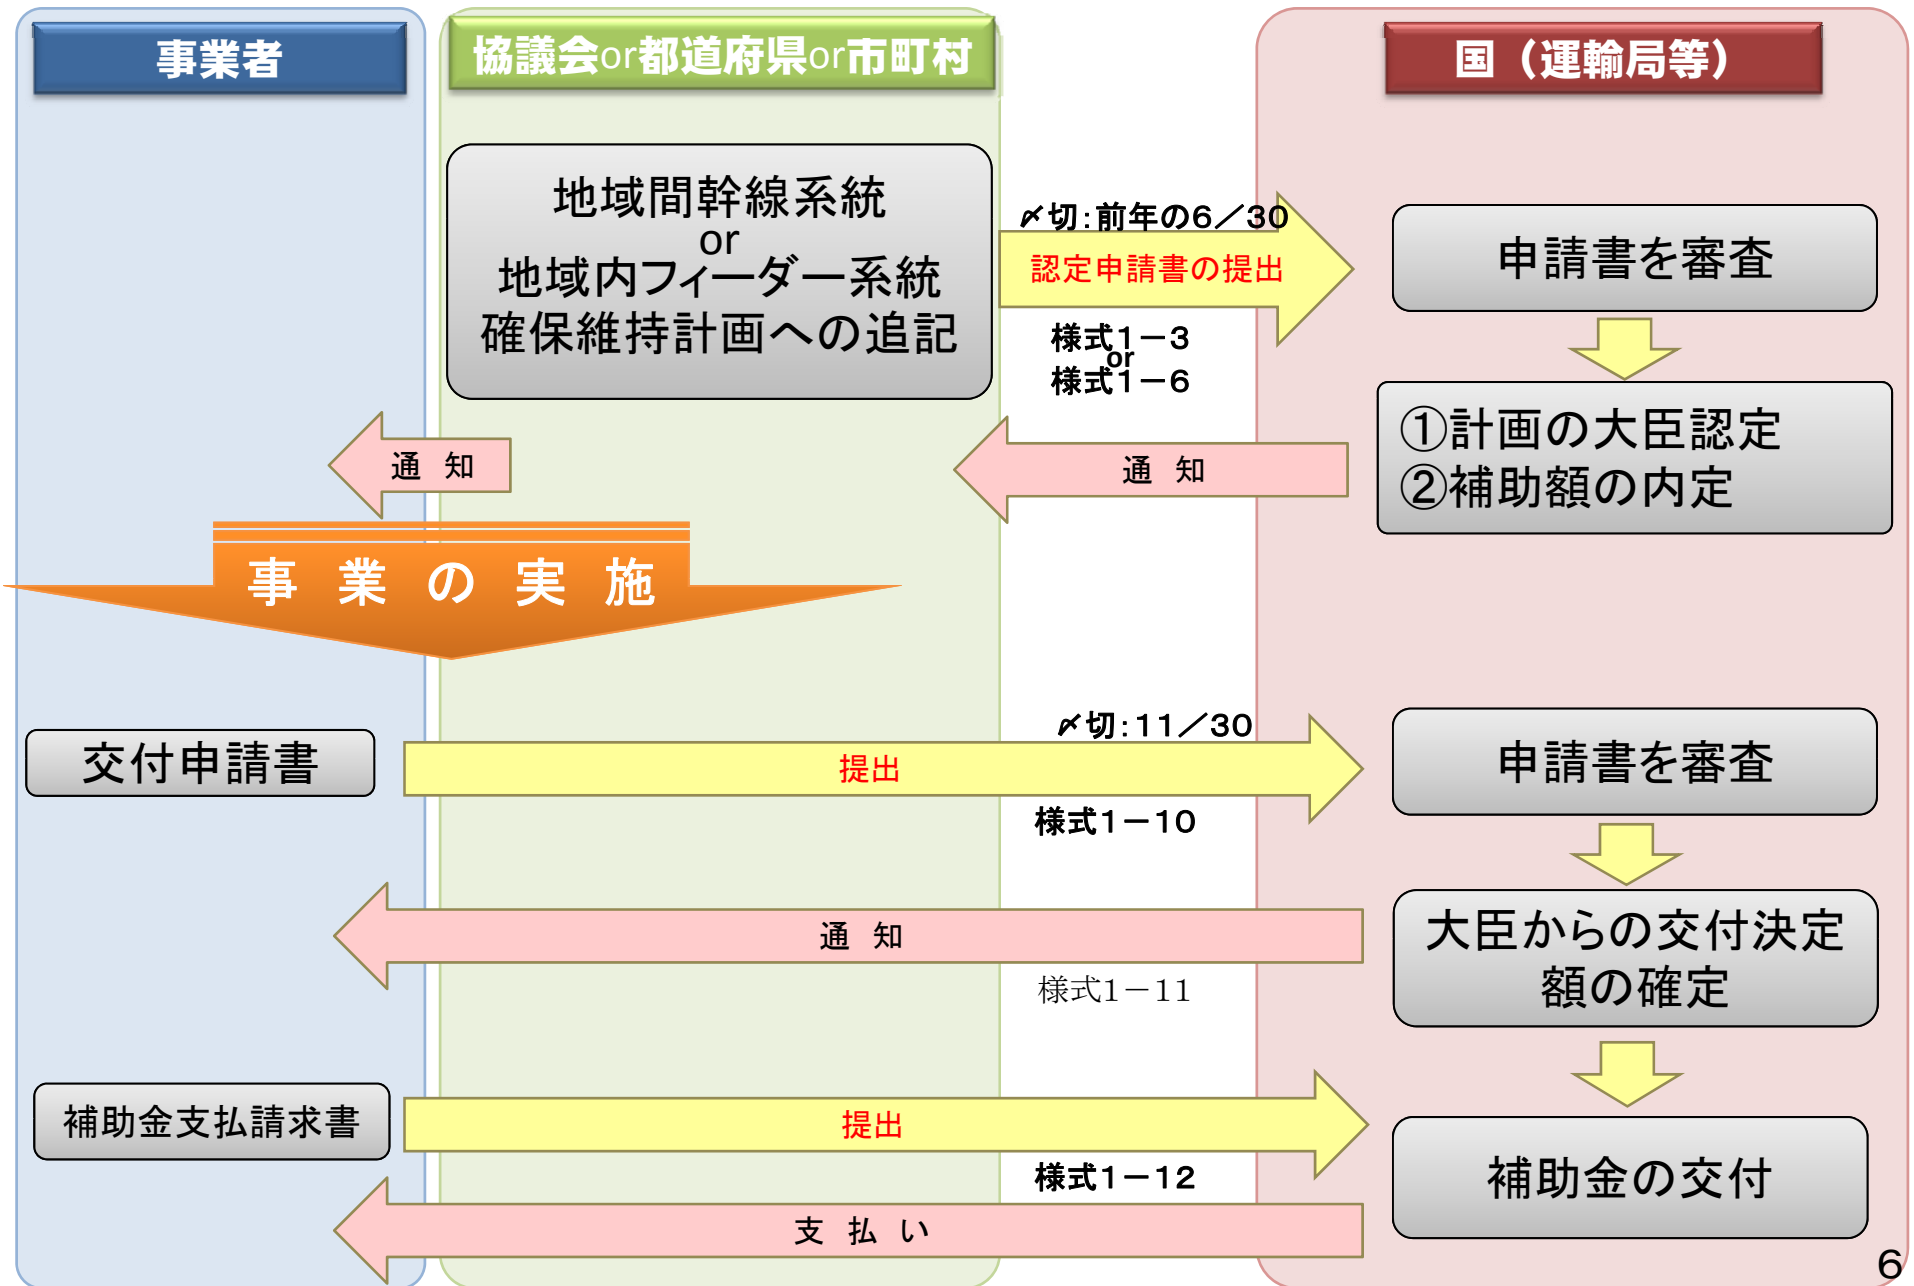 事業者
協議会or都道府県or市町村
国（運輸局等）
地域間幹線系統
or
地域内フィーダー系統
確保維持計画への追記
〆切：前年の６／３０
認定申請書の提出
様式１－３
or
様式１－６
申請書を審査
①計画の大臣認定
②補助額の内定
通　知
通　知
事　業　の　実　施
交付申請書
〆切：１１／３０
提出
様式１－１０
申請書を審査
大臣からの交付決定
額の確定
通　知
様式1－11
補助金支払請求書
提出
様式１－１２
補助金の交付
支　払　い
6